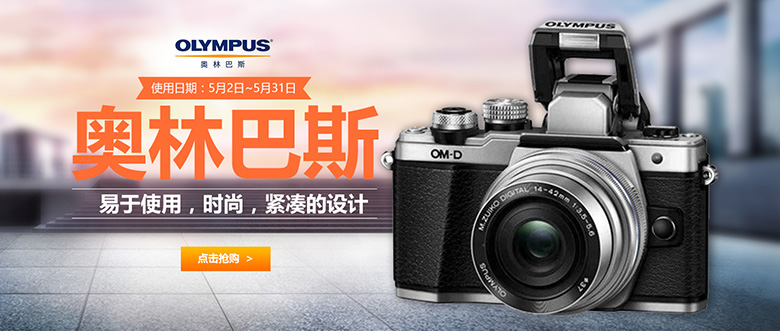 OLYMPUS®
奥林巴斯
使用日期：5月2日~5月31日
奥林巴斯
易于使用，时尚，紧凑的设计
点击抢购 >
OLYMPUS
OM-D
M.ZUIKO DIGITAL 14-42mm 1:3.5-5.6
OLYMPUS
ø37